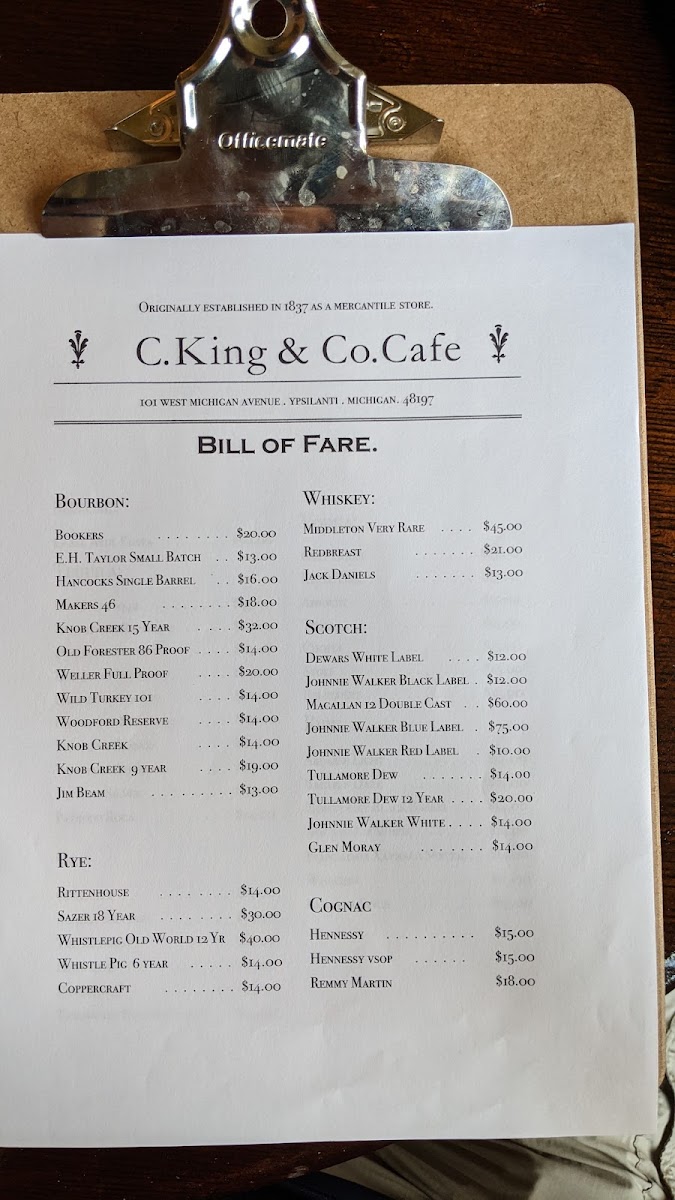 Officemate
Originally established in 1837 as a mercantile store.
C.King & Co.Cafe
101 west michigan avenue . ypsilanti . michigan. 48197
Bill of Fare.
Bourbon:
Bookers ........ $20.00
E.H. Taylor Small Batch .. $13.00
Hancocks Single Barrel .. $16.00
Makers 46 ........ $18.00
Knob Creek 15 Year .... $32.00
Old Forester 86 Proof .... $14.00
Weller Full Proof .... $20.00
Wild Turkey 101 .... $14.00
Woodford Reserve .... $14.00
Knob Creek .... $14.00
Knob Creek 9 year .... $19.00
Jim Beam ......... $13.00
Rye:
Rittenhouse ........ $14.00
Sazer 18 Year ........ $30.00
Whistlepig Old World 12 Yr $40.00
Whistle Pig 6 year ..... $14.00
Coppercraft ........ $14.00
Whiskey:
Middleton Very Rare .... $45.00
Redbreast ....... $21.00
Jack Daniels ....... $13.00
Scotch:
Dewars White Label .... $12.00
Johnnie Walker Black Label . $12.00
Macallan 12 Double Cast .. $60.00
Johnnie Walker Blue Label . $75.00
Johnnie Walker Red Label . $10.00
Tullamore Dew ....... $14.00
Tullamore Dew 12 Year .... $20.00
Johnnie Walker White .... $14.00
Glen Moray ....... $14.00
Cognac
Hennessy .......... $15.00
Hennessy vsop ...... $15.00
Remmy Martin $18.00